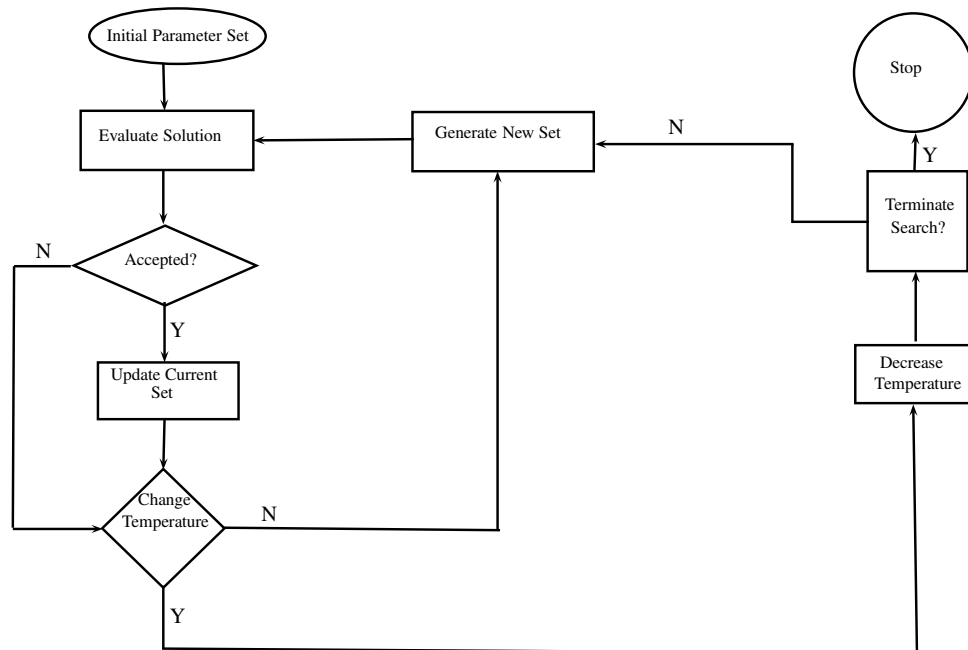 Initial Parameter Set
Stop
Evaluate Solution
Generate New Set
N
Y
Terminate
Search?
N
Accepted?
Y
Update Current
Set
Decrease
Temperature
Change
Temperature
N
Y